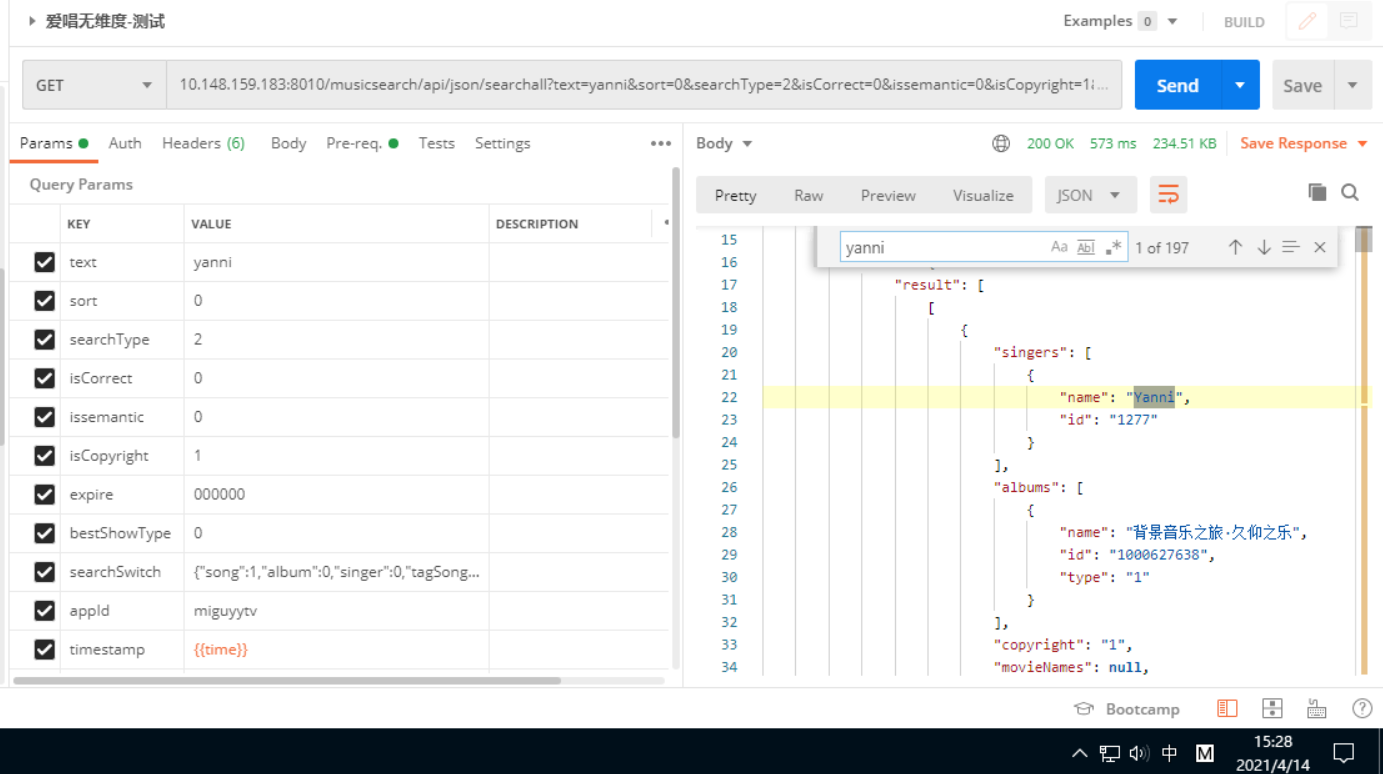 爱唱无维度-测试
Examples 0
BUILD
GET
10.148.159.183:8010/musicsearch/api/json/searchall?text=yanni&sort=0&searchType=2&isCorrect=0&issemantic=0&isCopyright=1&...
Send
Save
Params
Auth
Headers (6)
Body
Pre-req.
Tests
Settings
•••
Query Params
KEY VALUE DESCRIPTION
text yanni
sort 0
searchType 2
isCorrect 0
issemantic 0
isCopyright 1
expire 000000
bestShowType 0
searchSwitch {"song":1,"album":0,"singer":0,"tagSong...
appId miguyytv
timestamp {{time}}
Body
200 OK 573 ms 234.51 KB
Save Response
Pretty Raw Preview Visualize
JSON
yanni
Aa Abl .*
1 of 197
15
16
17 "result": [
18 [
19 {
20 "singers": [
21 {
22 "name": "Yanni",
23 "id": "1277"
24 }
25 ],
26 "albums": [
27 {
28 "name": "背景音乐之旅·久仰之乐",
29 "id": "1000627638",
30 "type": "1"
31 }
32 ],
33 "copyright": "1",
34 "movieNames": null,
Bootcamp
中
M
15:28
2021/4/14